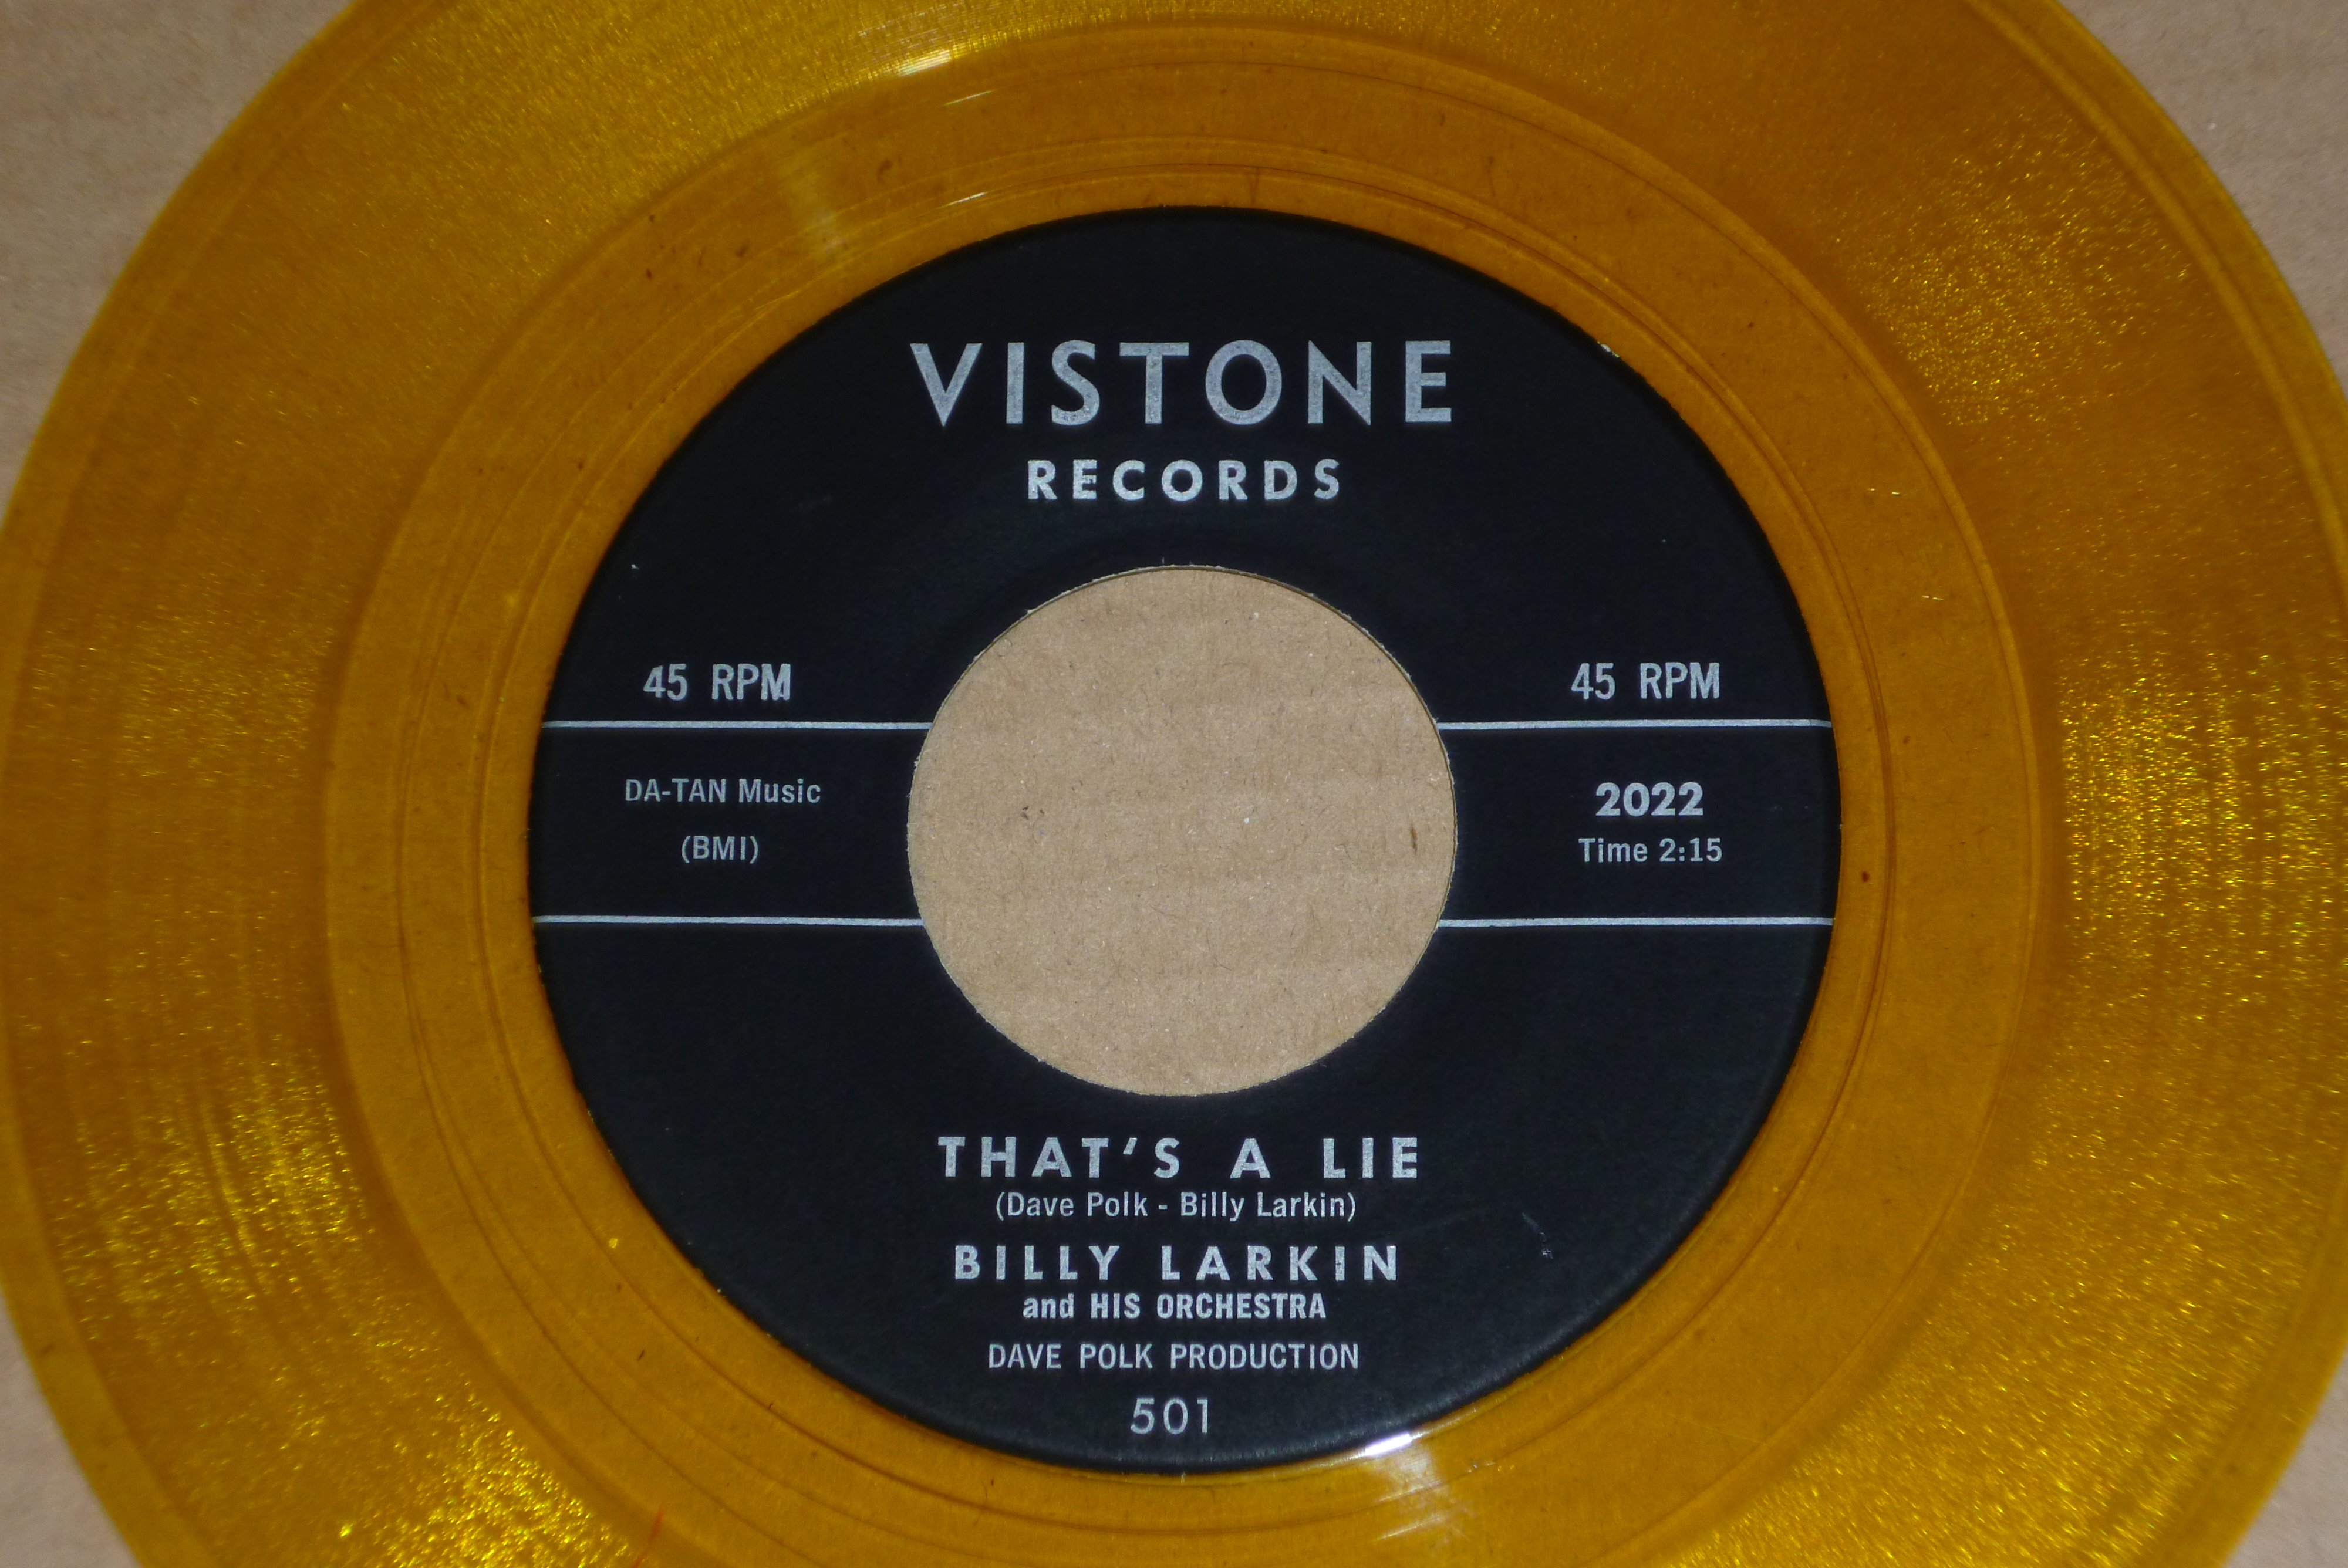 VISTONE
RECORDS
45 RPM
45 RPM
DA-TAN Music
(BMI)
2022
Time 2:15
THAT'S A LIE
(Dave Polk - Billy Larkin)
BILLY LARKIN
and HIS ORCHESTRA
DAVE POLK PRODUCTION
501